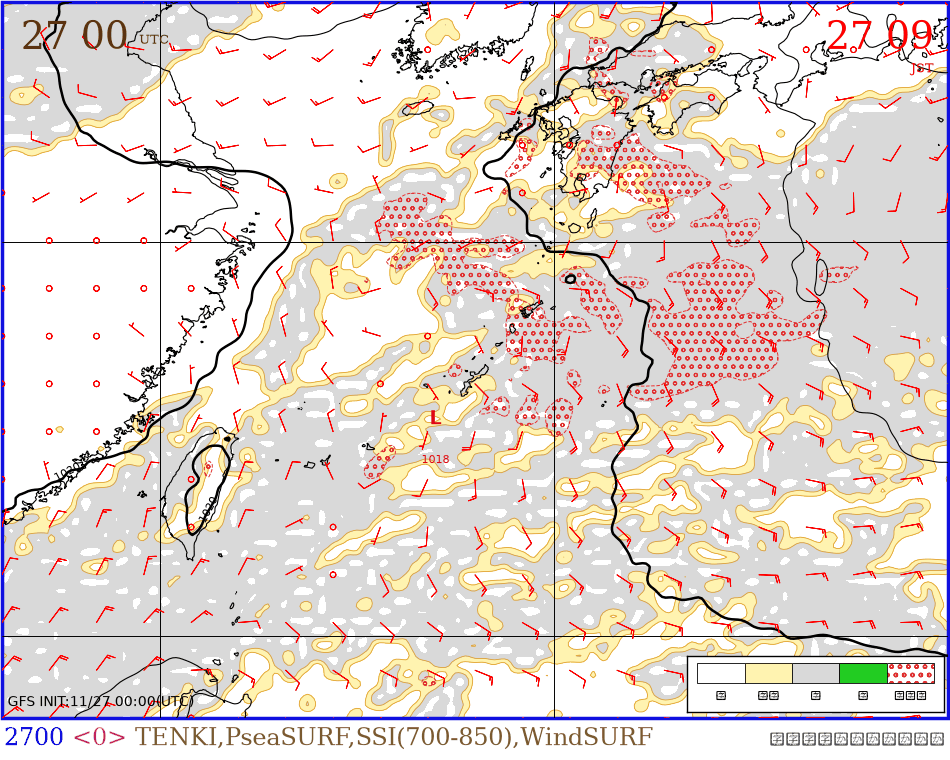 27 00 UTC
27 09
JST
1020
L
1018
1020
GFS INIT:11/27 00:00(UTC)
2700 <0> TENKI,PseaSURF,SSI(700-850),WindSURF